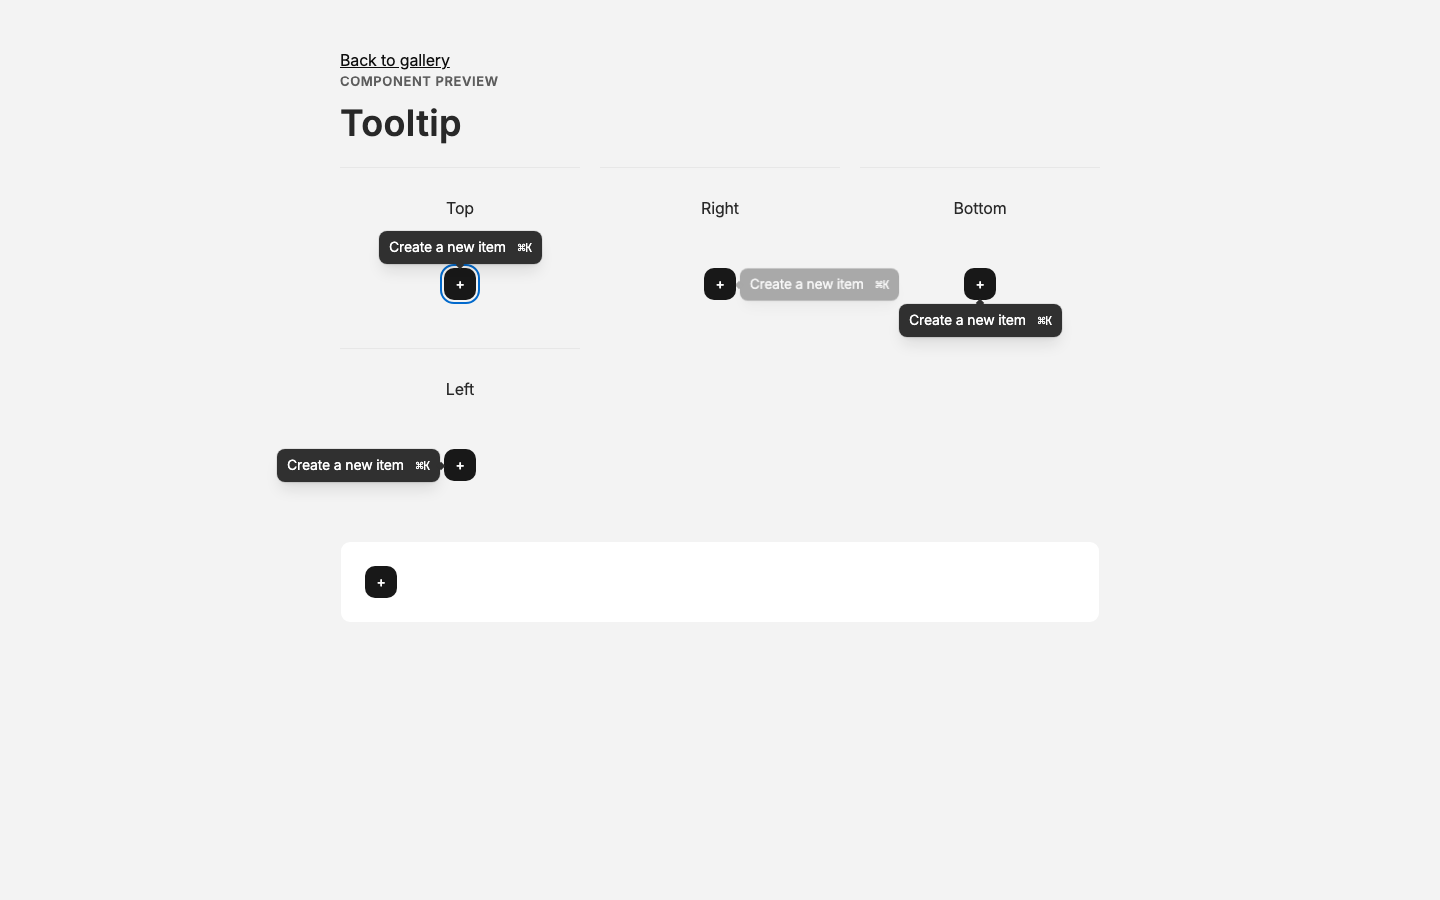 Back to gallery
COMPONENT PREVIEW
Tooltip
Top
Right
Bottom
Create a new item ⌘K
+
+
Create a new item ⌘K
+
Create a new item ⌘K
Left
Create a new item ⌘K
+
+